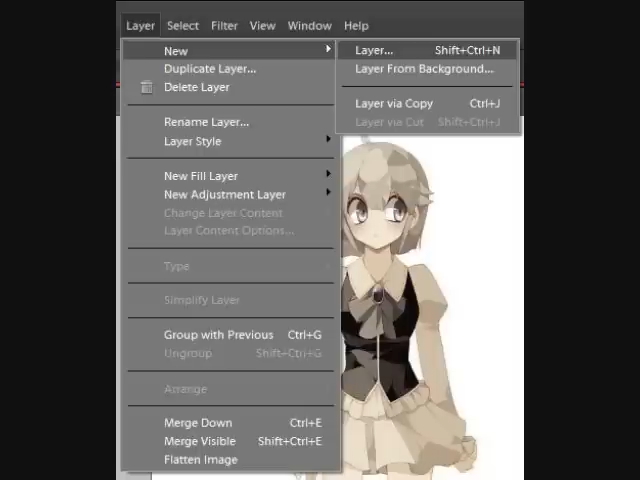 Layer Select Filter View Window Help
New
Duplicate Layer...
Delete Layer
Rename Layer...
Layer Style
New Fill Layer
New Adjustment Layer
Change Layer Content
Layer Content Options...
Type
Simplify Layer
Group with Previous Ctrl+G
Ungroup Shift+Ctrl+G
Arrange
Merge Down Ctrl+E
Merge Visible Shift+Ctrl+E
Flatten Image
Layer... Shift+Ctrl+N
Layer From Background...
Layer via Copy Ctrl+J
Layer via Cut Shift+Ctrl+J